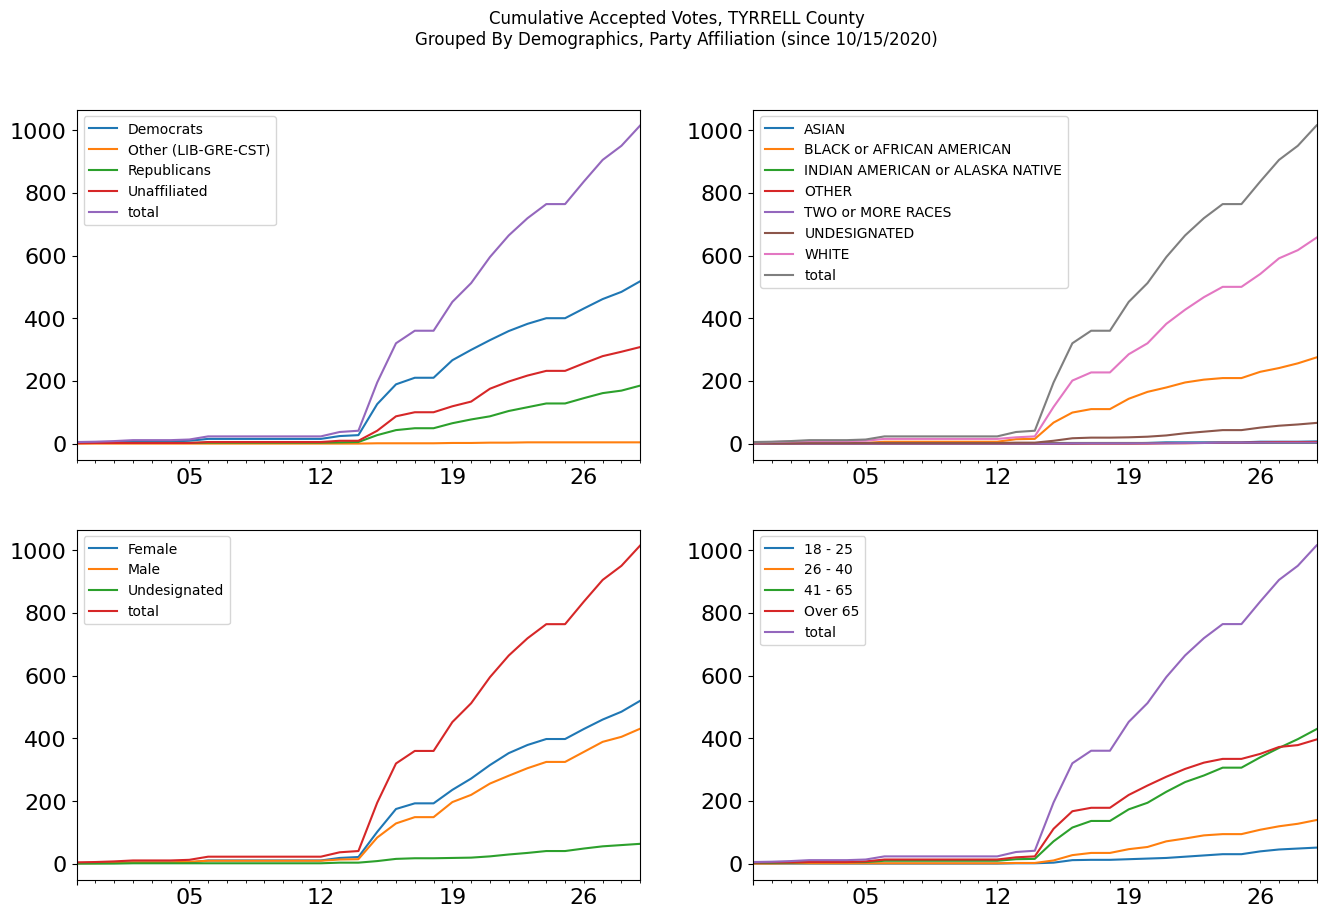 Cumulative Accepted Votes, TYRRELL County
Grouped By Demographics, Party Affiliation (since 10/15/2020)
1000
800
600
400
200
0
05
12
19
26
Democrats
Other (LIB-GRE-CST)
Republicans
Unaffiliated
total
1000
800
600
400
200
0
05
12
19
26
ASIAN
BLACK or AFRICAN AMERICAN
INDIAN AMERICAN or ALASKA NATIVE
OTHER
TWO or MORE RACES
UNDESIGNATED
WHITE
total
1000
800
600
400
200
0
05
12
19
26
Female
Male
Undesignated
total
1000
800
600
400
200
0
05
12
19
26
18 - 25
26 - 40
41 - 65
Over 65
total